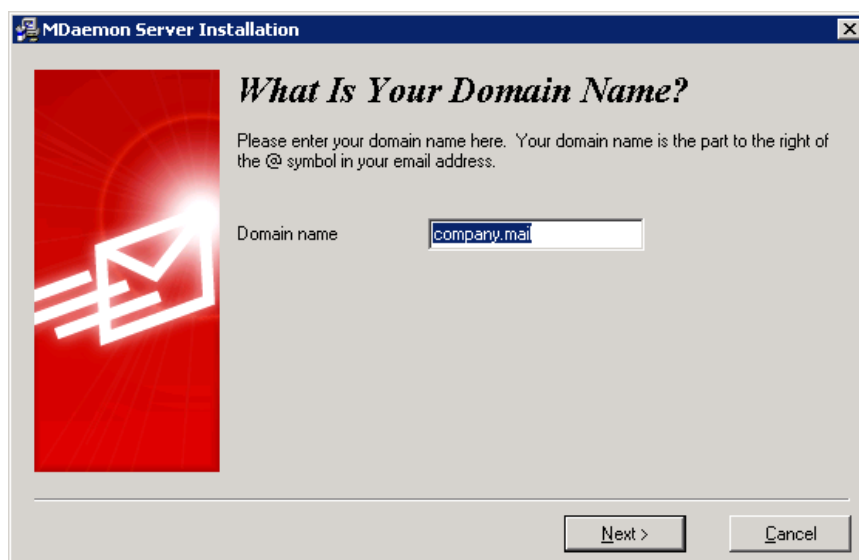 MDaemon Server Installation
What Is Your Domain Name?
Please enter your domain name here. Your domain name is the part to the right of
the @ symbol in your email address.
Domain name
company.mail
Next >
Cancel